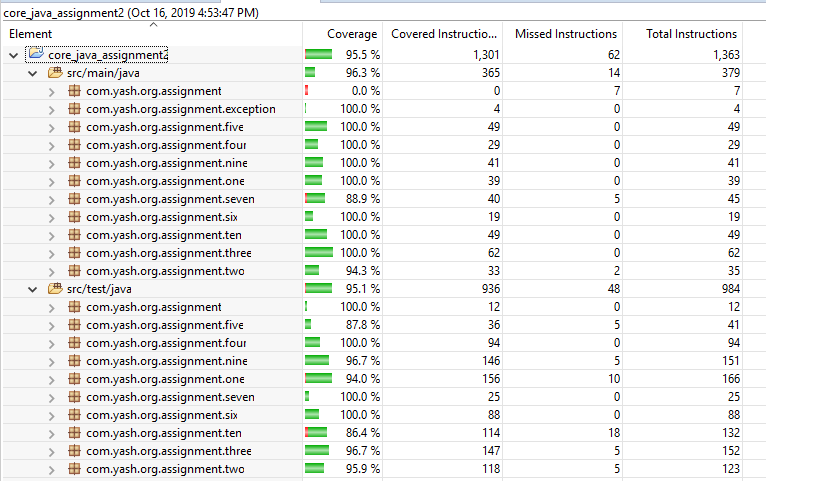 core_java_assignment2 (Oct 16, 2019 4:53:47 PM)
Element Coverage Covered Instructio... Missed Instructions Total Instructions
core_java_assignment2 95.5 % 1,301 62 1,363
src/main/java 96.3 % 365 14 379
com.yash.org.assignment 0.0 % 0 7 7
com.yash.org.assignment.exception 100.0 % 4 0 4
com.yash.org.assignment.five 100.0 % 49 0 49
com.yash.org.assignment.four 100.0 % 29 0 29
com.yash.org.assignment.nine 100.0 % 41 0 41
com.yash.org.assignment.one 100.0 % 39 0 39
com.yash.org.assignment.seven 88.9 % 40 5 45
com.yash.org.assignment.six 100.0 % 19 0 19
com.yash.org.assignment.ten 100.0 % 49 0 49
com.yash.org.assignment.three 100.0 % 62 0 62
com.yash.org.assignment.two 94.3 % 33 2 35
src/test/java 95.1 % 936 48 984
com.yash.org.assignment 100.0 % 12 0 12
com.yash.org.assignment.five 87.8 % 36 5 41
com.yash.org.assignment.four 100.0 % 94 0 94
com.yash.org.assignment.nine 96.7 % 146 5 151
com.yash.org.assignment.one 94.0 % 156 10 166
com.yash.org.assignment.seven 100.0 % 25 0 25
com.yash.org.assignment.six 100.0 % 88 0 88
com.yash.org.assignment.ten 86.4 % 114 18 132
com.yash.org.assignment.three 96.7 % 147 5 152
com.yash.org.assignment.two 95.9 % 118 5 123